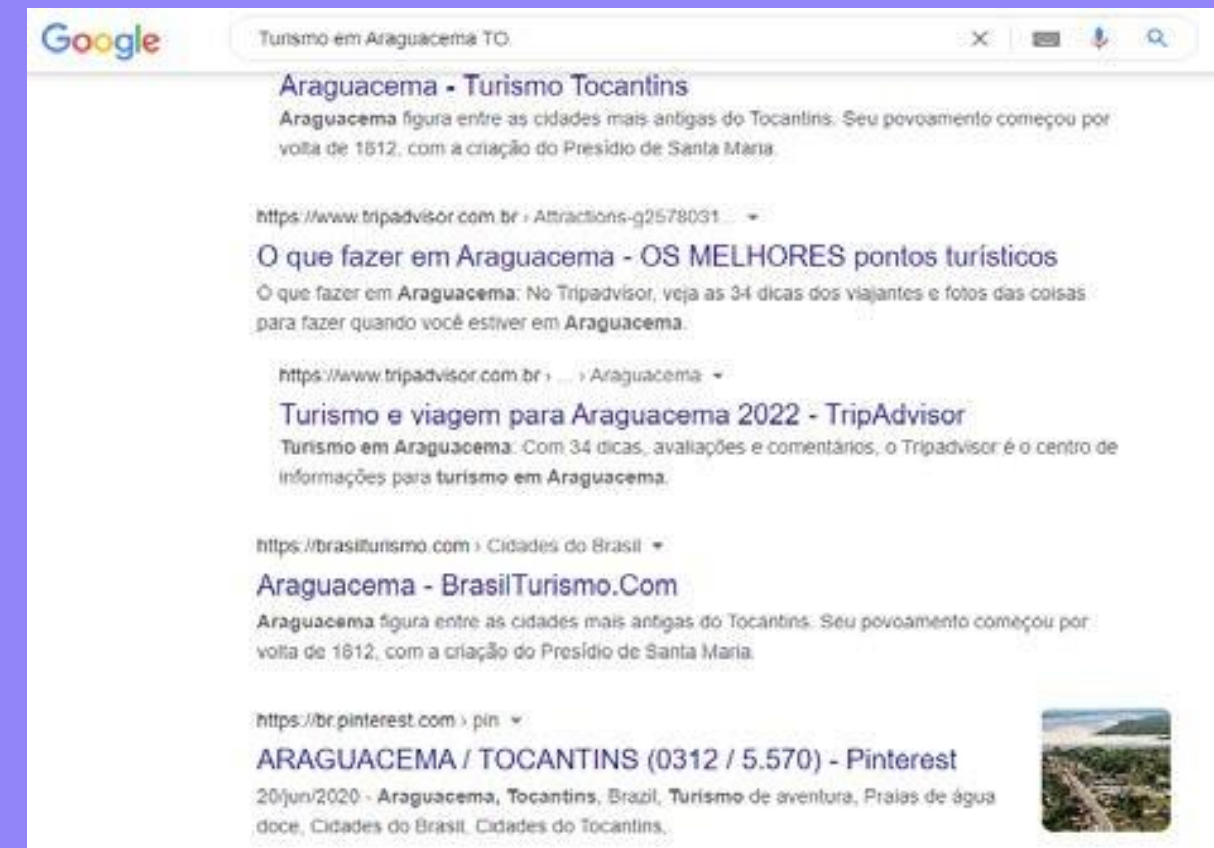 Google
Turismo em Araguacema TO
Araguacema - Turismo Tocantins
Araguacema figura entre as cidades mais antigas do Tocantins. Seu povoamento começou por
volta de 1812, com a criação do Presídio de Santa Maria.
https://www.tripadvisor.com.br › Attractions-g2578031...
O que fazer em Araguacema - OS MELHORES pontos turísticos
O que fazer em Araguacema: No Tripadvisor, veja as 34 dicas dos viajantes e fotos das coisas
para fazer quando você estiver em Araguacema.
https://www.tripadvisor.com.br › ... › Araguacema
Turismo e viagem para Araguacema 2022 - TripAdvisor
Turismo em Araguacema: Com 34 dicas, avaliações e comentários, o Tripadvisor é o centro de
informações para turismo em Araguacema.
https://brasilturismo.com › Cidades do Brasil
Araguacema - BrasilTurismo.Com
Araguacema figura entre as cidades mais antigas do Tocantins. Seu povoamento começou por
volta de 1812, com a criação do Presídio de Santa Maria.
https://br.pinterest.com › pin
ARAGUACEMA / TOCANTINS (0312 / 5.570) - Pinterest
20/jun/2020 - Araguacema, Tocantins, Brazil, Turismo de aventura, Praias de água
doce, Cidades do Brasil, Cidades do Tocantins,